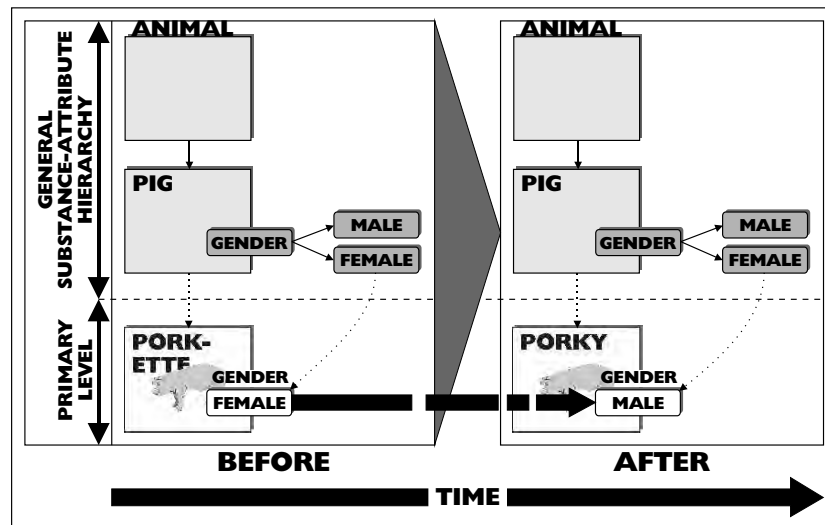 GENERAL
SUBSTANCE-ATTRIBUTE
HIERARCHY
PRIMARY
LEVEL
ANIMAL
PIG
GENDER
MALE
FEMALE
PORK-
ETTE
GENDER
FEMALE
BEFORE
ANIMAL
PIG
GENDER
MALE
FEMALE
PORKY
GENDER
MALE
AFTER
TIME